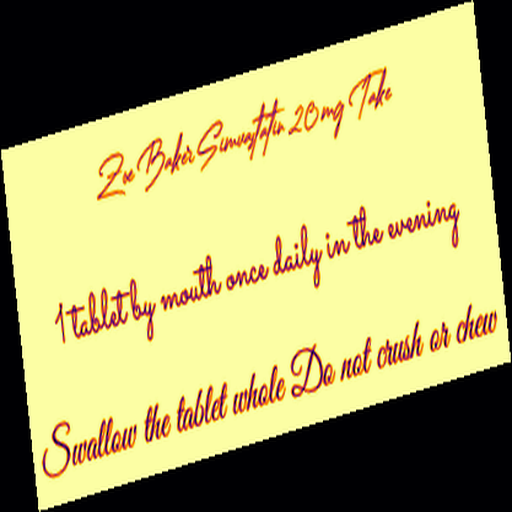 Zoe Baker Simvastatin 20mg Take
1 tablet by mouth once daily in the evening
Swallow the tablet whole Do not crush or chew